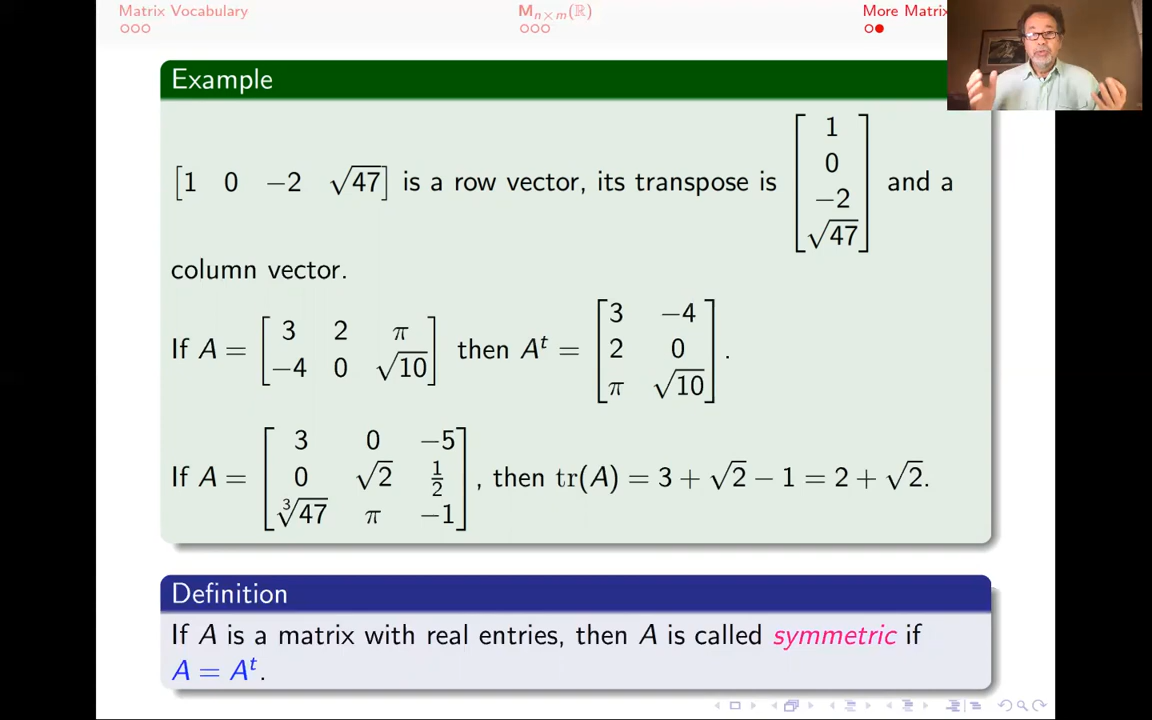 Matrix Vocabulary
M_{n×m}(ℝ)
More Matrix
Example
[1 0 −2 √47] is a row vector, its transpose is [1; 0; −2; √47] and a
column vector.
If A = [3 2 π; −4 0 √10] then Aᵗ = [3 −4; 2 0; π √10].
If A = [3 0 −5; 0 √2 1/2; ∛47 π −1], then tr(A) = 3 + √2 − 1 = 2 + √2.
Definition
If A is a matrix with real entries, then A is called symmetric if
A = Aᵗ.